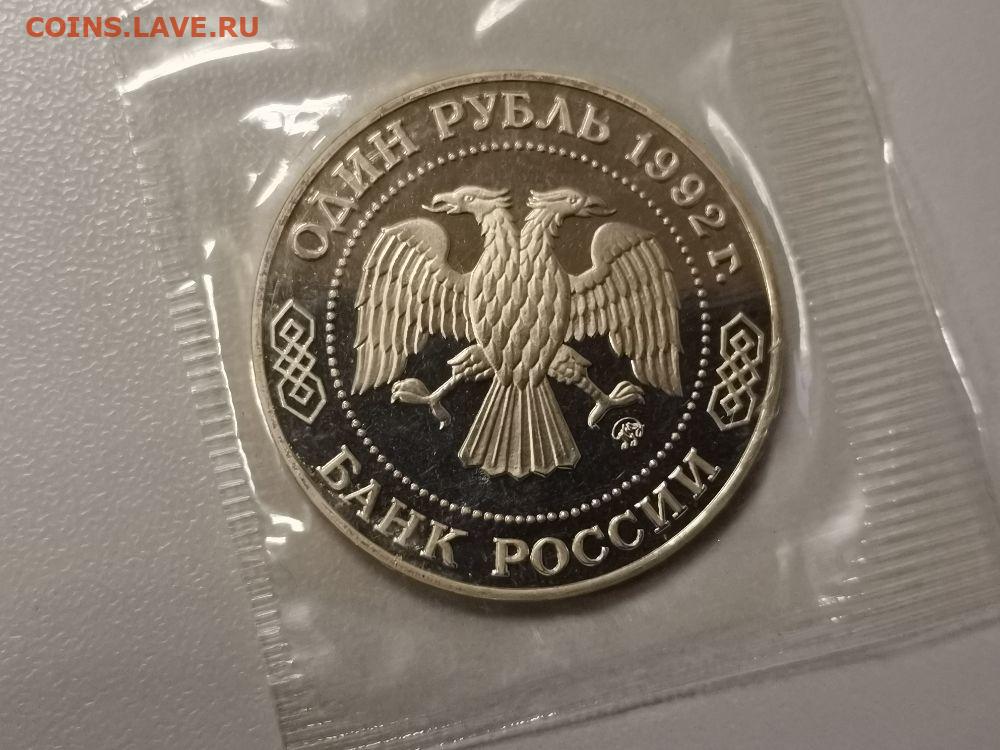 COINS.LAVE.RU
ОДИН РУБЛЬ 1992 г.
БАНК РОССИИ